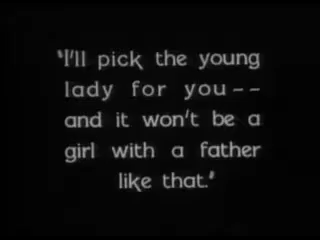 "I'll pick the young
lady for you--
and it won't be a
girl with a father
like that."